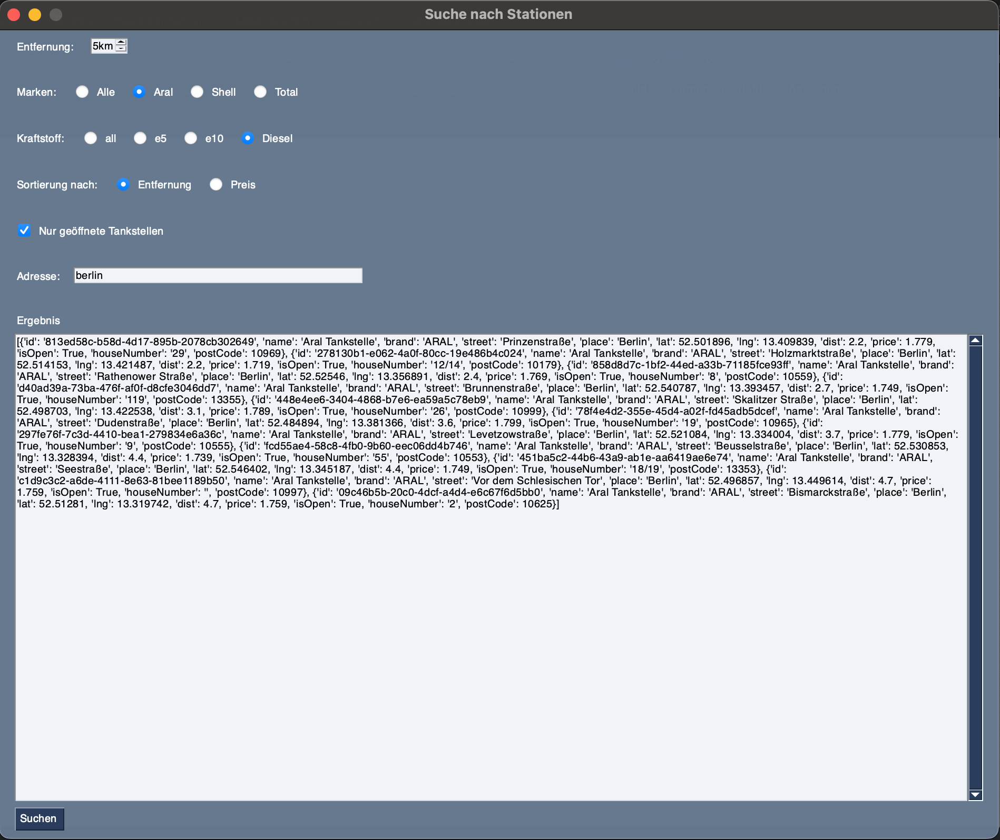 Suche nach Stationen
Entfernung: 5km
Marken: Alle Aral Shell Total
Kraftstoff: all e5 e10 Diesel
Sortierung nach: Entfernung Preis
Nur geöffnete Tankstellen
Adresse: berlin
Ergebnis
[{'id': '813ed58c-b58d-4d17-895b-2078cb302649', 'name': 'Aral Tankstelle', 'brand': 'ARAL', 'street': 'Prinzenstraße', 'place': 'Berlin', 'lat': 52.501896, 'lng': 13.409839, 'dist': 2.2, 'price': 1.779,
'isOpen': True, 'houseNumber': '29', 'postCode': 10969}, {'id': '278130b1-e062-4a0f-80cc-19e486b4c024', 'name': 'Aral Tankstelle', 'brand': 'ARAL', 'street': 'Holzmarktstraße', 'place': 'Berlin', 'lat':
52.514153, 'lng': 13.421487, 'dist': 2.2, 'price': 1.719, 'isOpen': True, 'houseNumber': '12/14', 'postCode': 10179}, {'id': '858d8d7c-1bf2-44ed-a33b-71185fce93ff', 'name': 'Aral Tankstelle', 'brand':
'ARAL', 'street': 'Rathenower Straße', 'place': 'Berlin', 'lat': 52.52546, 'lng': 13.356891, 'dist': 2.4, 'price': 1.769, 'isOpen': True, 'houseNumber': '8', 'postCode': 10559}, {'id':
'd40ad39a-73ba-476f-af0f-d8cfe3046dd7', 'name': 'Aral Tankstelle', 'brand': 'ARAL', 'street': 'Brunnenstraße', 'place': 'Berlin', 'lat': 52.540787, 'lng': 13.393457, 'dist': 2.7, 'price': 1.749, 'isOpen':
True, 'houseNumber': '119', 'postCode': 13355}, {'id': '448e4ee6-3404-4868-b7e6-ea59a5c78eb9', 'name': 'Aral Tankstelle', 'brand': 'ARAL', 'street': 'Skalitzer Straße', 'place': 'Berlin', 'lat':
52.498703, 'lng': 13.422538, 'dist': 3.1, 'price': 1.789, 'isOpen': True, 'houseNumber': '26', 'postCode': 10999}, {'id': '78f4e4d2-355e-45d4-a02f-fd45adb5dcef', 'name': 'Aral Tankstelle', 'brand':
'ARAL', 'street': 'Dudenstraße', 'place': 'Berlin', 'lat': 52.484894, 'lng': 13.381366, 'dist': 3.6, 'price': 1.799, 'isOpen': True, 'houseNumber': '19', 'postCode': 10965}, {'id':
'297fe76f-7c3d-4410-bea1-279834e6a36c', 'name': 'Aral Tankstelle', 'brand': 'ARAL', 'street': 'Levetzowstraße', 'place': 'Berlin', 'lat': 52.521084, 'lng': 13.334004, 'dist': 3.7, 'price': 1.779, 'isOpen':
True, 'houseNumber': '9', 'postCode': 10555}, {'id': 'fcd55ae4-58c8-4fb0-9b60-eec06dd4b746', 'name': 'Aral Tankstelle', 'brand': 'ARAL', 'street': 'Beusselstraße', 'place': 'Berlin', 'lat': 52.530853,
'lng': 13.328394, 'dist': 4.4, 'price': 1.739, 'isOpen': True, 'houseNumber': '55', 'postCode': 10553}, {'id': '451ba5c2-44b6-43a9-ab1e-aa6419ae6e74', 'name': 'Aral Tankstelle', 'brand': 'ARAL',
'street': 'Seestraße', 'place': 'Berlin', 'lat': 52.546402, 'lng': 13.345187, 'dist': 4.4, 'price': 1.749, 'isOpen': True, 'houseNumber': '18/19', 'postCode': 13353}, {'id':
'c1d9c3c2-a6de-4111-8e63-81bee1189b50', 'name': 'Aral Tankstelle', 'brand': 'ARAL', 'street': 'Vor dem Schlesischen Tor', 'place': 'Berlin', 'lat': 52.496857, 'lng': 13.449614, 'dist': 4.7, 'price':
1.759, 'isOpen': True, 'houseNumber': '', 'postCode': 10997}, {'id': '09c46b5b-20c0-4dcf-a4d4-e6c67f6d5bb0', 'name': 'Aral Tankstelle', 'brand': 'ARAL', 'street': 'Bismarckstraße', 'place': 'Berlin',
'lat': 52.51281, 'lng': 13.319742, 'dist': 4.7, 'price': 1.759, 'isOpen': True, 'houseNumber': '2', 'postCode': 10625}]
Suchen